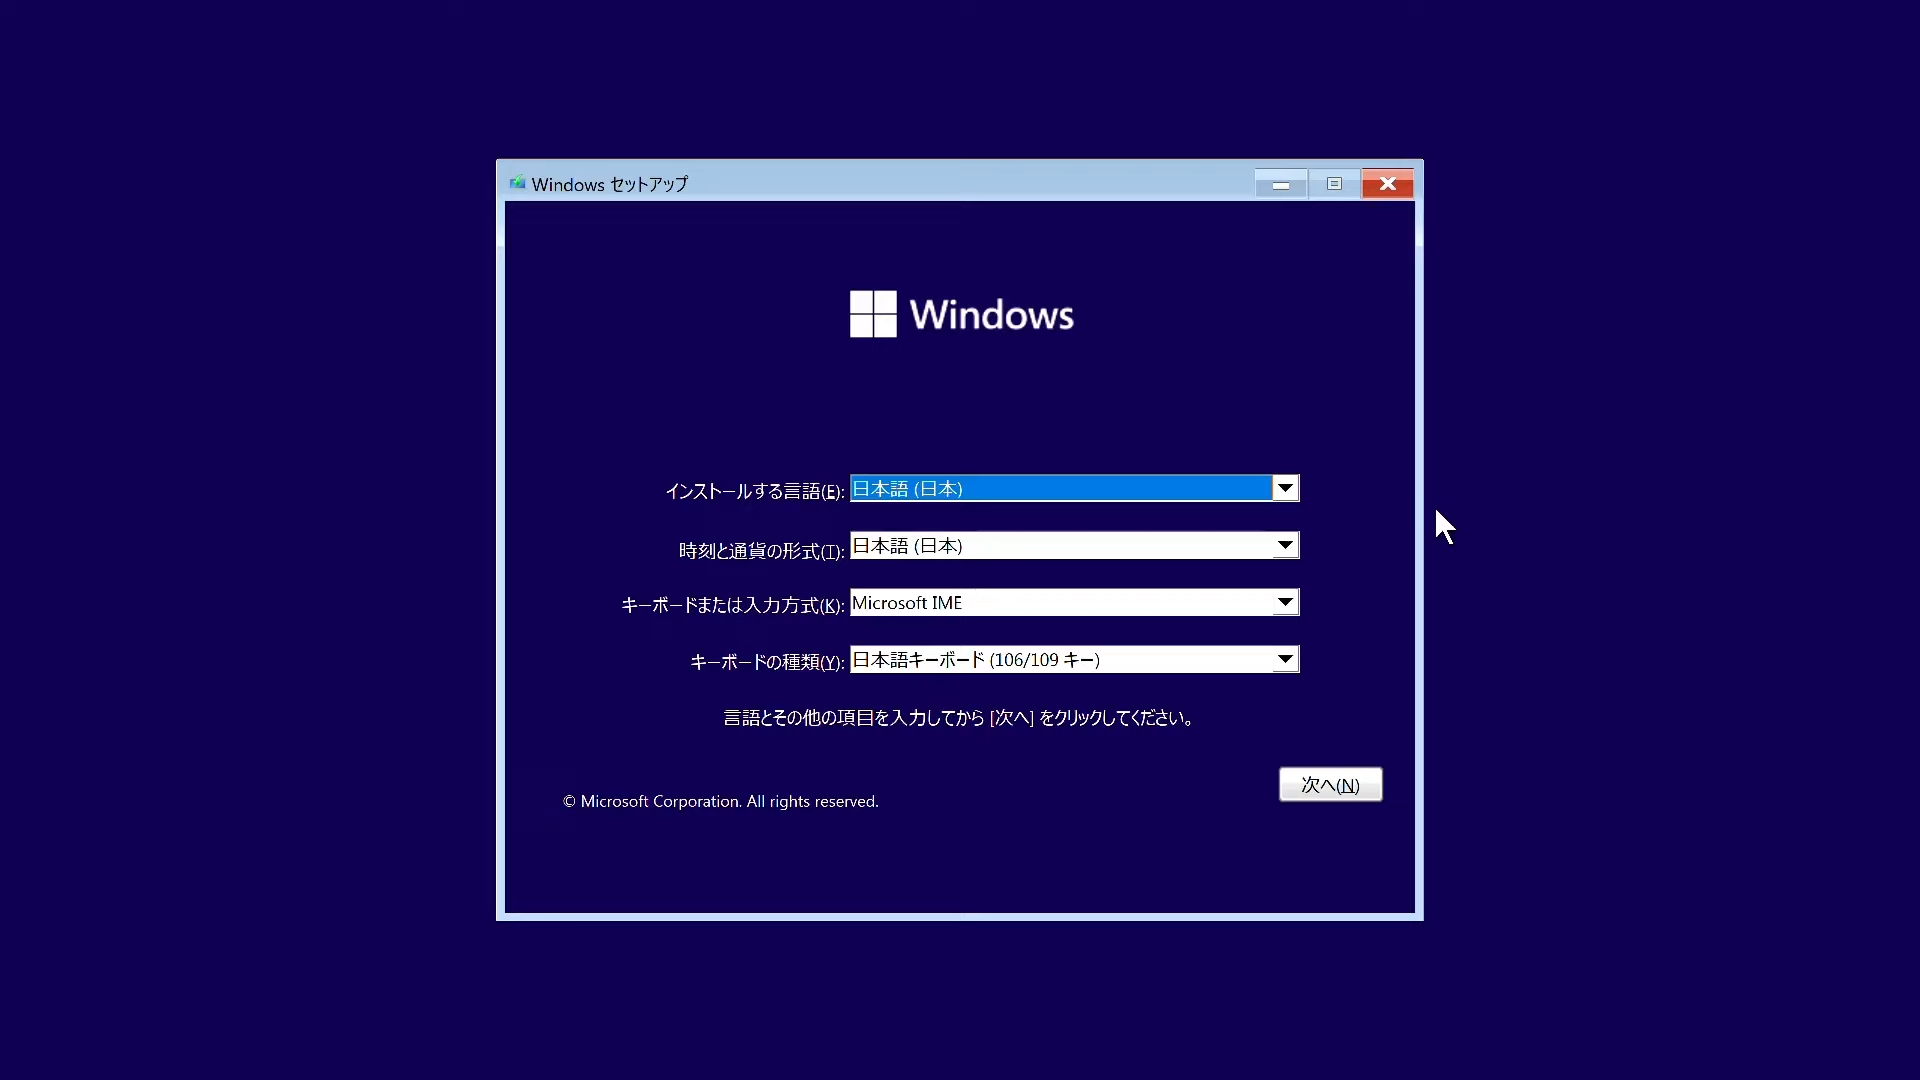 Windows セットアップ
Windows
インストールする言語(E): 日本語 (日本)
時刻と通貨の形式(I): 日本語 (日本)
キーボードまたは入力方式(K): Microsoft IME
キーボードの種類(Y): 日本語キーボード (106/109 キー)
言語とその他の項目を入力してから [次へ] をクリックしてください。
次へ(N)
© Microsoft Corporation. All rights reserved.